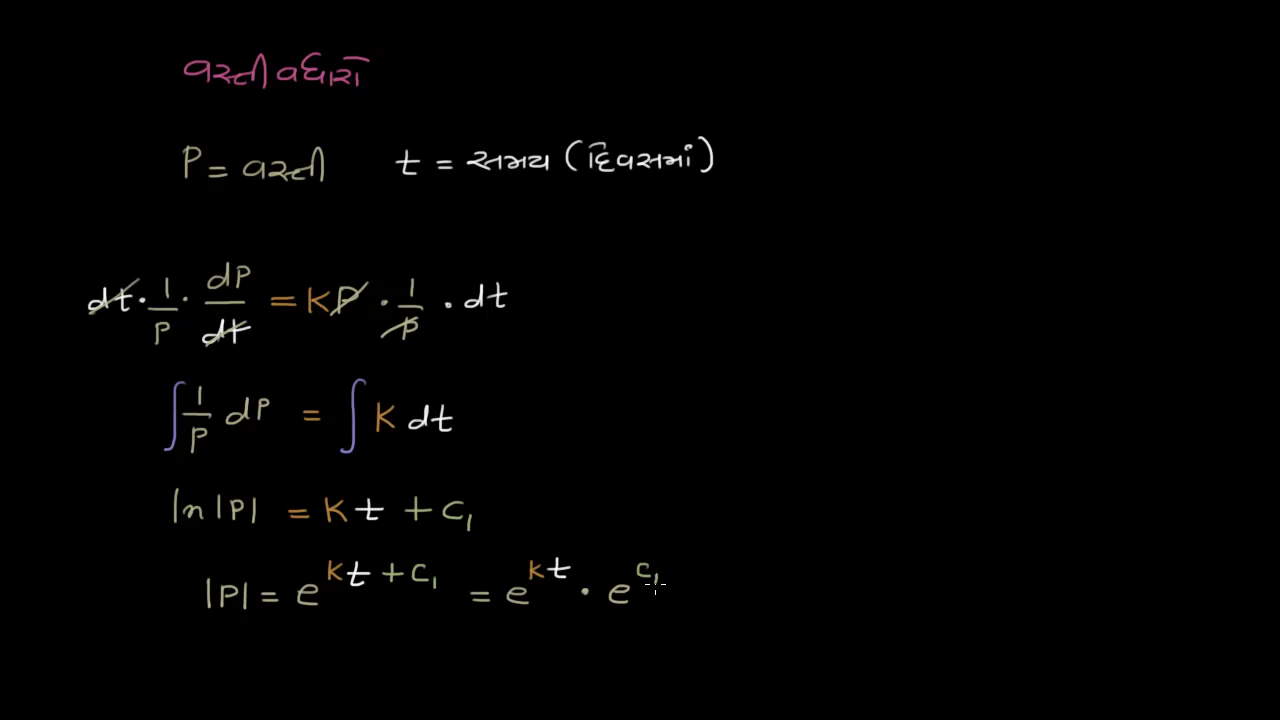 વસ્તી વધારો
P = વસ્તી t = સમય (દિવસમાં)
dt · 1/P · dP/dt = KP · 1/P · dt
∫ 1/P dP = ∫ K dt
ln |P| = Kt + C₁
|P| = e^(Kt + C₁) = e^(Kt) · e^(C₁)